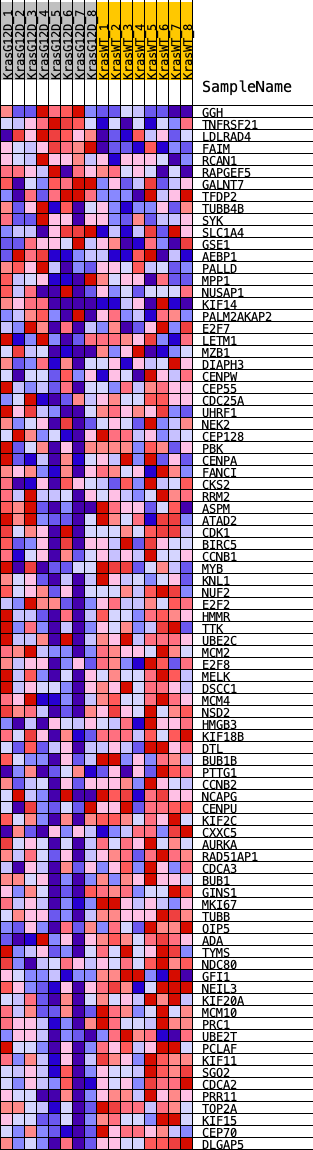 KrasG12D_1
KrasG12D_2
KrasG12D_3
KrasG12D_4
KrasG12D_5
KrasG12D_6
KrasG12D_7
KrasG12D_8
KrasWT_1
KrasWT_2
KrasWT_3
KrasWT_4
KrasWT_5
KrasWT_6
KrasWT_7
KrasWT_8
SampleName
GGH
TNFRSF21
LDLRAD4
FAIM
RCAN1
RAPGEF5
GALNT7
TFDP2
TUBB4B
SYK
SLC1A4
GSE1
AEBP1
PALLD
MPP1
NUSAP1
KIF14
PALM2AKAP2
E2F7
LETM1
MZB1
DIAPH3
CENPW
CEP55
CDC25A
UHRF1
NEK2
CEP128
PBK
CENPA
FANCI
CKS2
RRM2
ASPM
ATAD2
CDK1
BIRC5
CCNB1
MYB
KNL1
NUF2
E2F2
HMMR
TTK
UBE2C
MCM2
E2F8
MELK
DSCC1
MCM4
NSD2
HMGB3
KIF18B
DTL
BUB1B
PTTG1
CCNB2
NCAPG
CENPU
KIF2C
CXXC5
AURKA
RAD51AP1
CDCA3
BUB1
GINS1
MKI67
TUBB
OIP5
ADA
TYMS
NDC80
GFI1
NEIL3
KIF20A
MCM10
PRC1
UBE2T
PCLAF
KIF11
SGO2
CDCA2
PRR11
TOP2A
KIF15
CEP70
DLGAP5